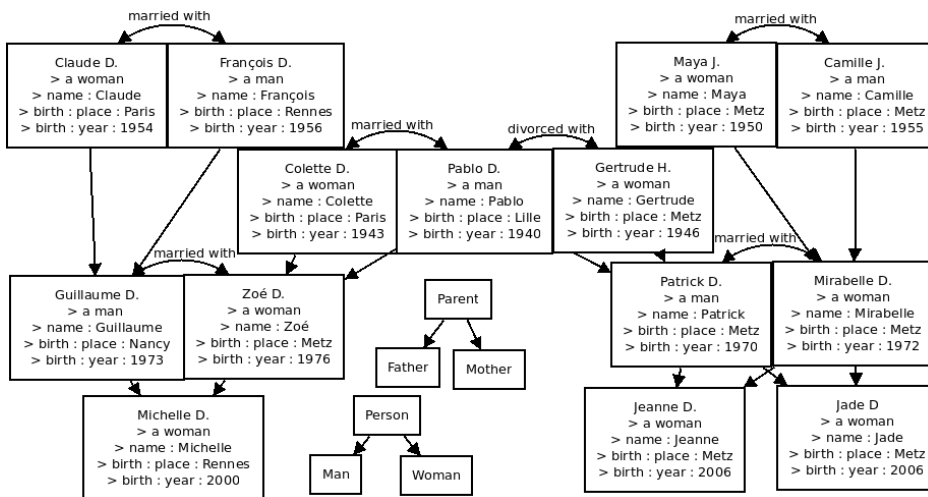 married with
married with
Claude D.
> a woman
> name : Claude
> birth : place : Paris
> birth : year : 1954
François D.
> a man
> name : François
> birth : place : Rennes
> birth : year : 1956
Maya J.
> a woman
> name : Maya
> birth : place : Metz
> birth : year : 1950
Camille J.
> a man
> name : Camille
> birth : place : Metz
> birth : year : 1955
married with
divorced with
Colette D.
> a woman
> name : Colette
> birth : place : Paris
> birth : year : 1943
Pablo D.
> a man
> name : Pablo
> birth : place : Lille
> birth : year : 1940
Gertrude H.
> a woman
> name : Gertrude
> birth : place : Metz
> birth : year : 1946
married with
married with
Guillaume D.
> a man
> name : Guillaume
> birth : place : Nancy
> birth : year : 1973
Zoé D.
> a woman
> name : Zoé
> birth : place : Metz
> birth : year : 1976
Parent
Father
Mother
Patrick D.
> a man
> name : Patrick
> birth : place : Metz
> birth : year : 1970
Mirabelle D.
> a woman
> name : Mirabelle
> birth : place : Metz
> birth : year : 1972
Michelle D.
> a woman
> name : Michelle
> birth : place : Rennes
> birth : year : 2000
Person
Man
Woman
Jeanne D.
> a woman
> name : Jeanne
> birth : place : Metz
> birth : year : 2006
Jade D
> a woman
> name : Jade
> birth : place : Metz
> birth : year : 2006